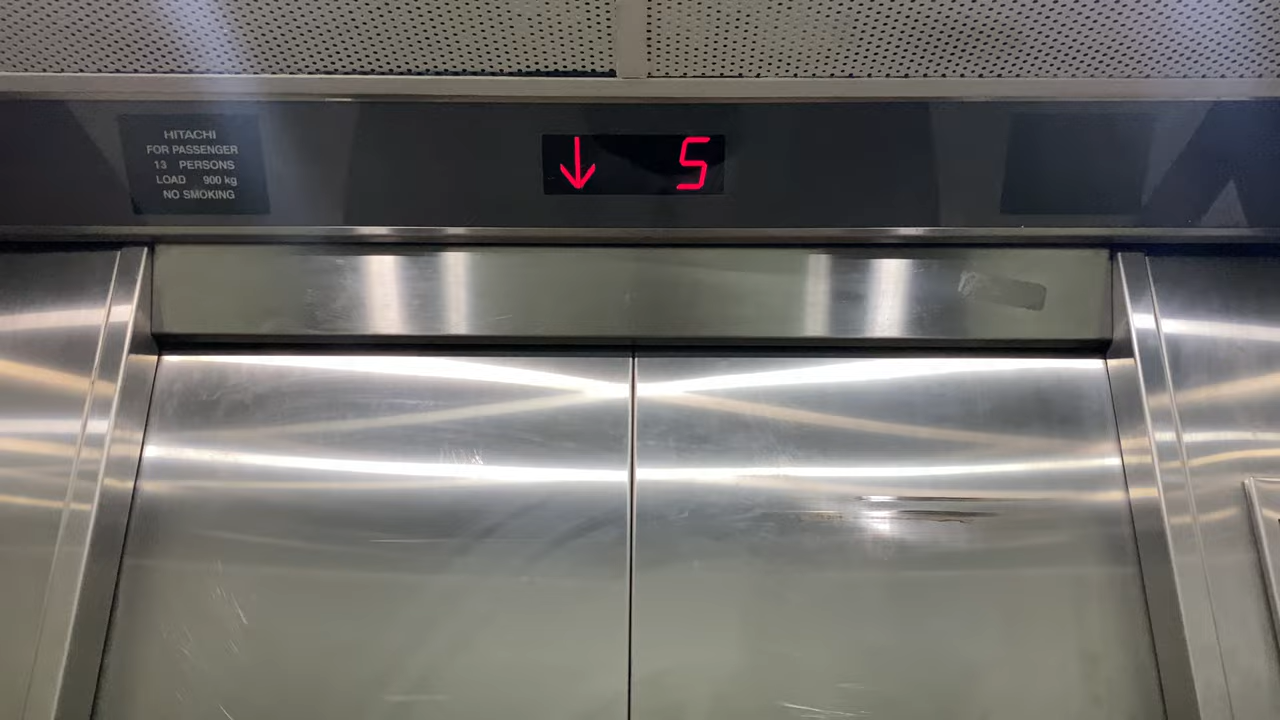 HITACHI
FOR PASSENGER
13 PERSONS
LOAD 900 kg
NO SMOKING
↓ 5